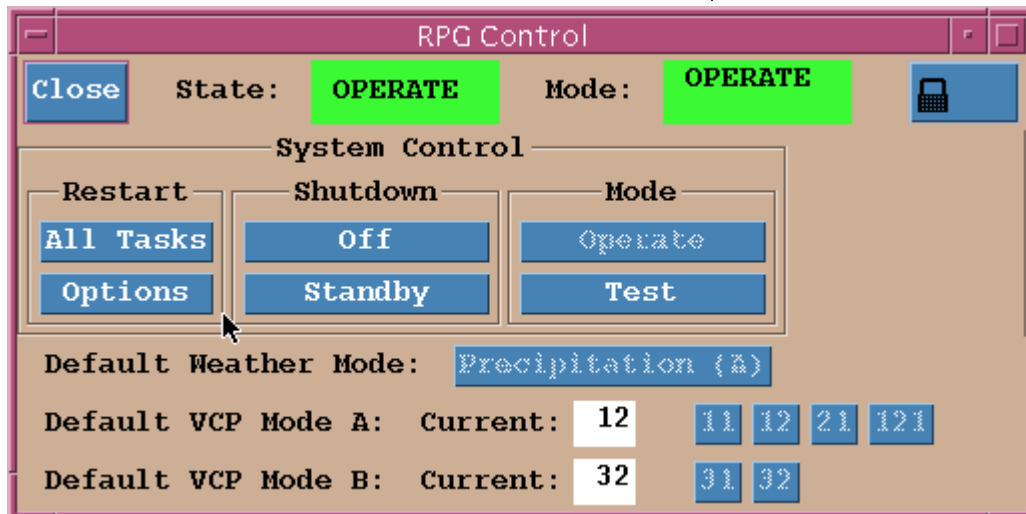 RPG Control
Close State: OPERATE Mode: OPERATE
System Control
Restart Shutdown Mode
All Tasks Off Operate
Options Standby Test
Default Weather Mode: Precipitation (A)
Default VCP Mode A: Current: 12 11 12 21 121
Default VCP Mode B: Current: 32 31 32